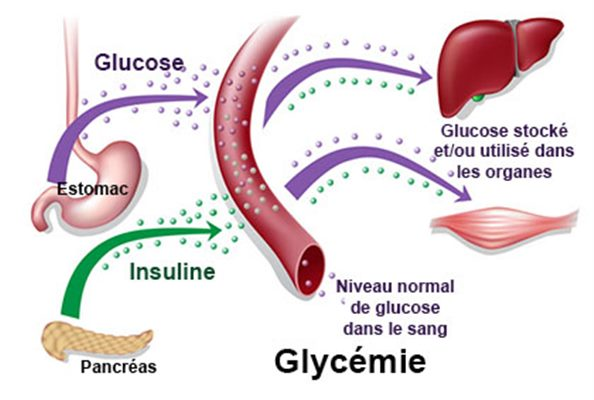 Glucose
Estomac
Insuline
Pancréas
Glucose stocké
et/ou utilisé dans
les organes
Niveau normal
de glucose
dans le sang
Glycémie